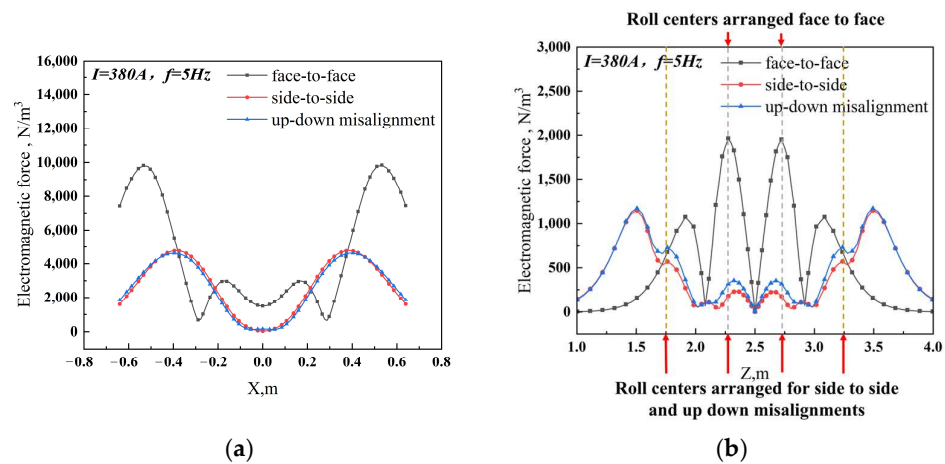 Roll centers arranged face to face
I=380A，f=5Hz
face-to-face
side-to-side
up-down misalignment
Electromagnetic force , N/m³
16,000
14,000
12,000
10,000
8,000
6,000
4,000
2,000
0
−0.8 −0.6 −0.4 −0.2 0.0 0.2 0.4 0.6 0.8
X,m
I=380A，f=5Hz
face-to-face
side-to-side
up-down misalignment
Electromagnetic force , N/m³
3,000
2,500
2,000
1,500
1,000
500
0
1.0 1.5 2.0 2.5 3.0 3.5 4.0
Z,m
Roll centers arranged for side to side
and up down misalignments
(a) (b)